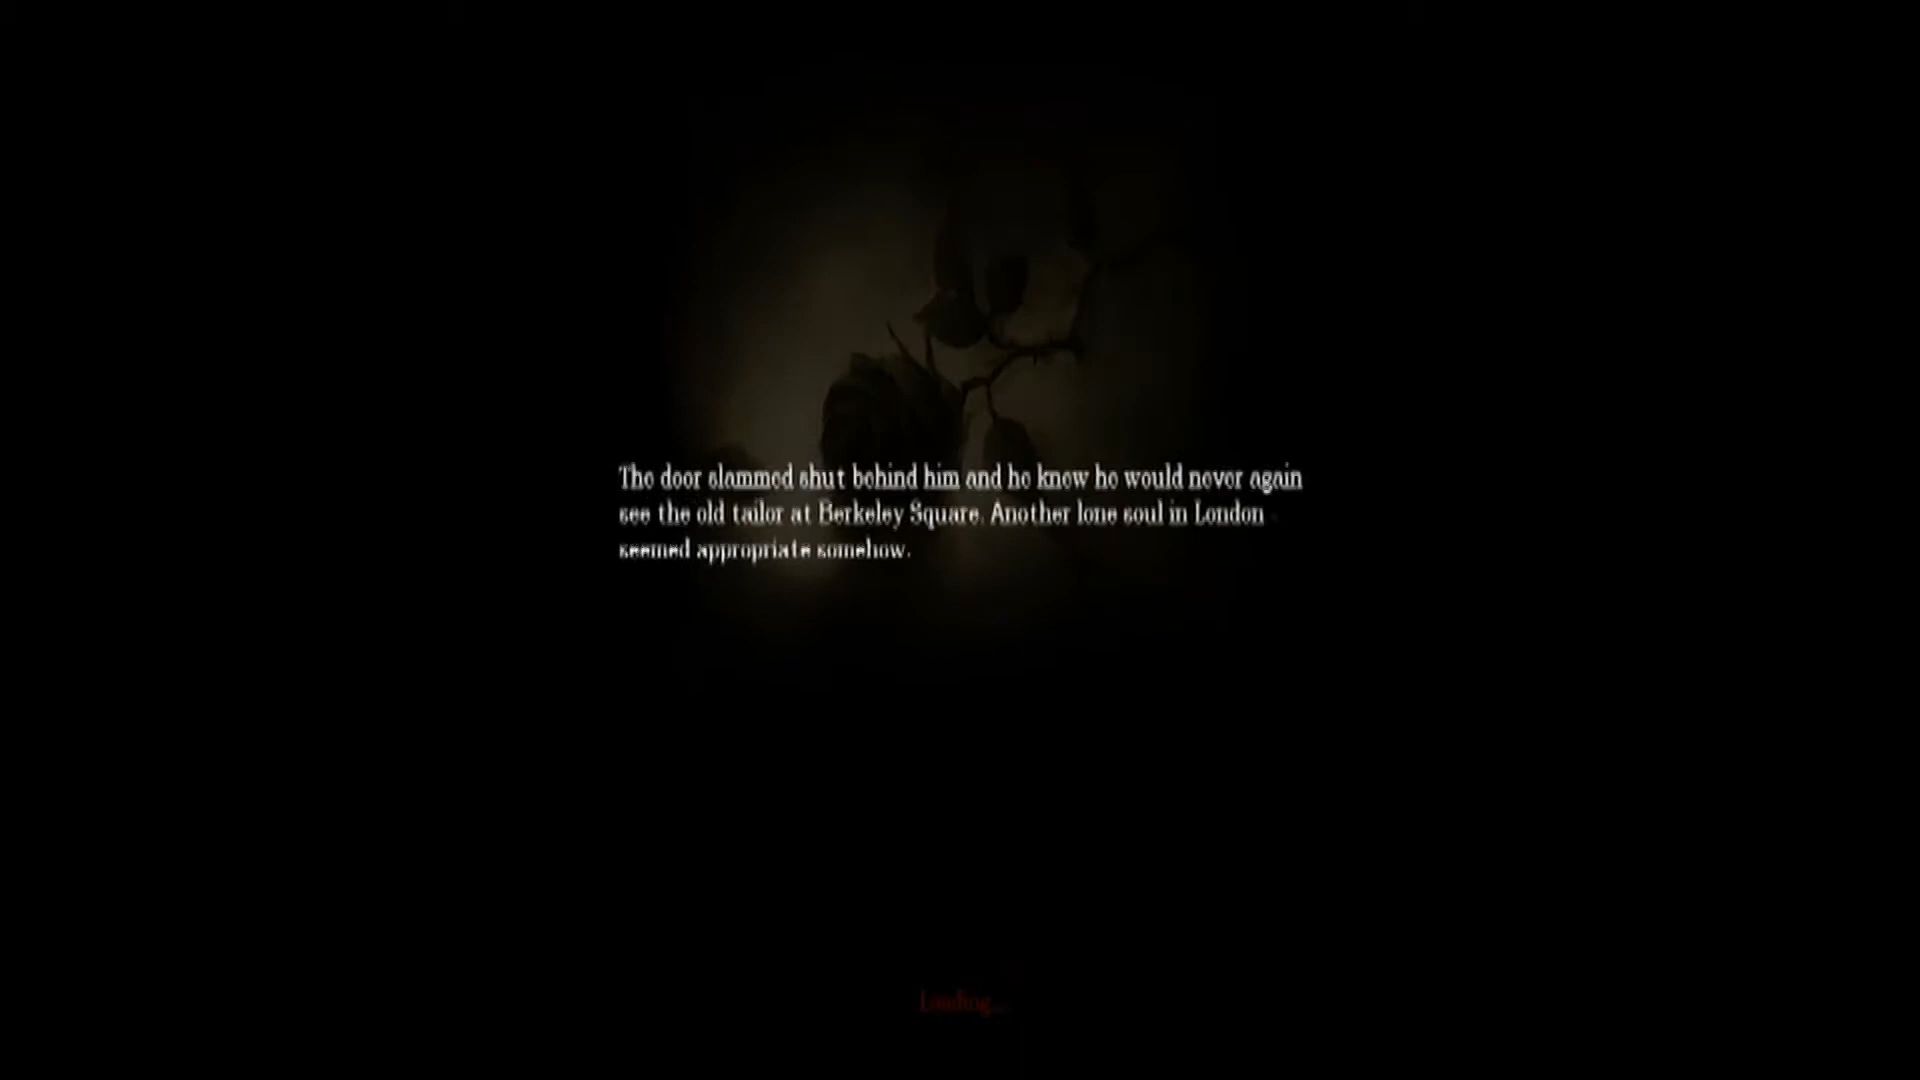 The door slammed shut behind him and he knew he would never again
see the old tailor at Berkeley Square. Another lone soul in London
seemed appropriate somehow.
Loading...